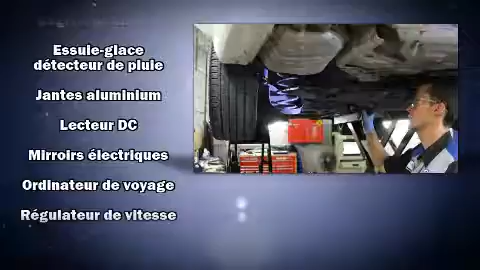 Essuie-glace
détecteur de pluie
Jantes aluminium
Lecteur DC
Mirroirs électriques
Ordinateur de voyage
Régulateur de vitesse